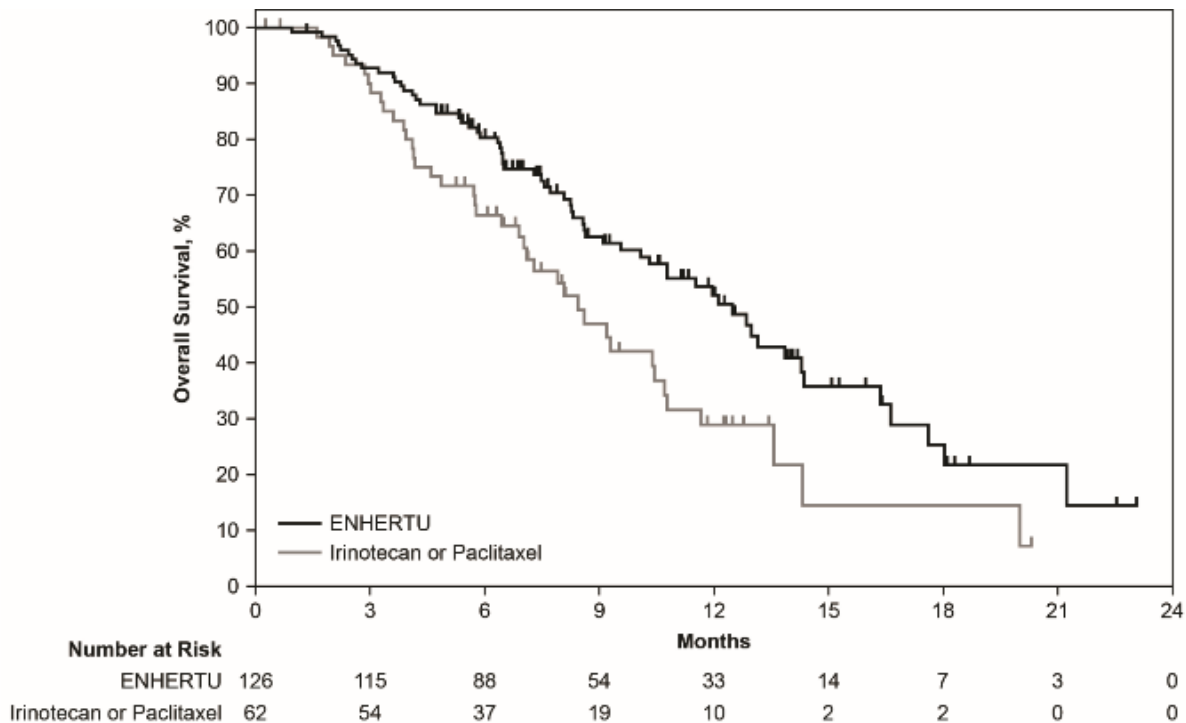 100
90
80
70
60
50
40
30
20
10
0
Overall Survival, %
ENHERTU
Irinotecan or Paclitaxel
0 3 6 9 12 15 18 21 24
Months
Number at Risk
ENHERTU 126 115 88 54 33 14 7 3 0
Irinotecan or Paclitaxel 62 54 37 19 10 2 2 0 0